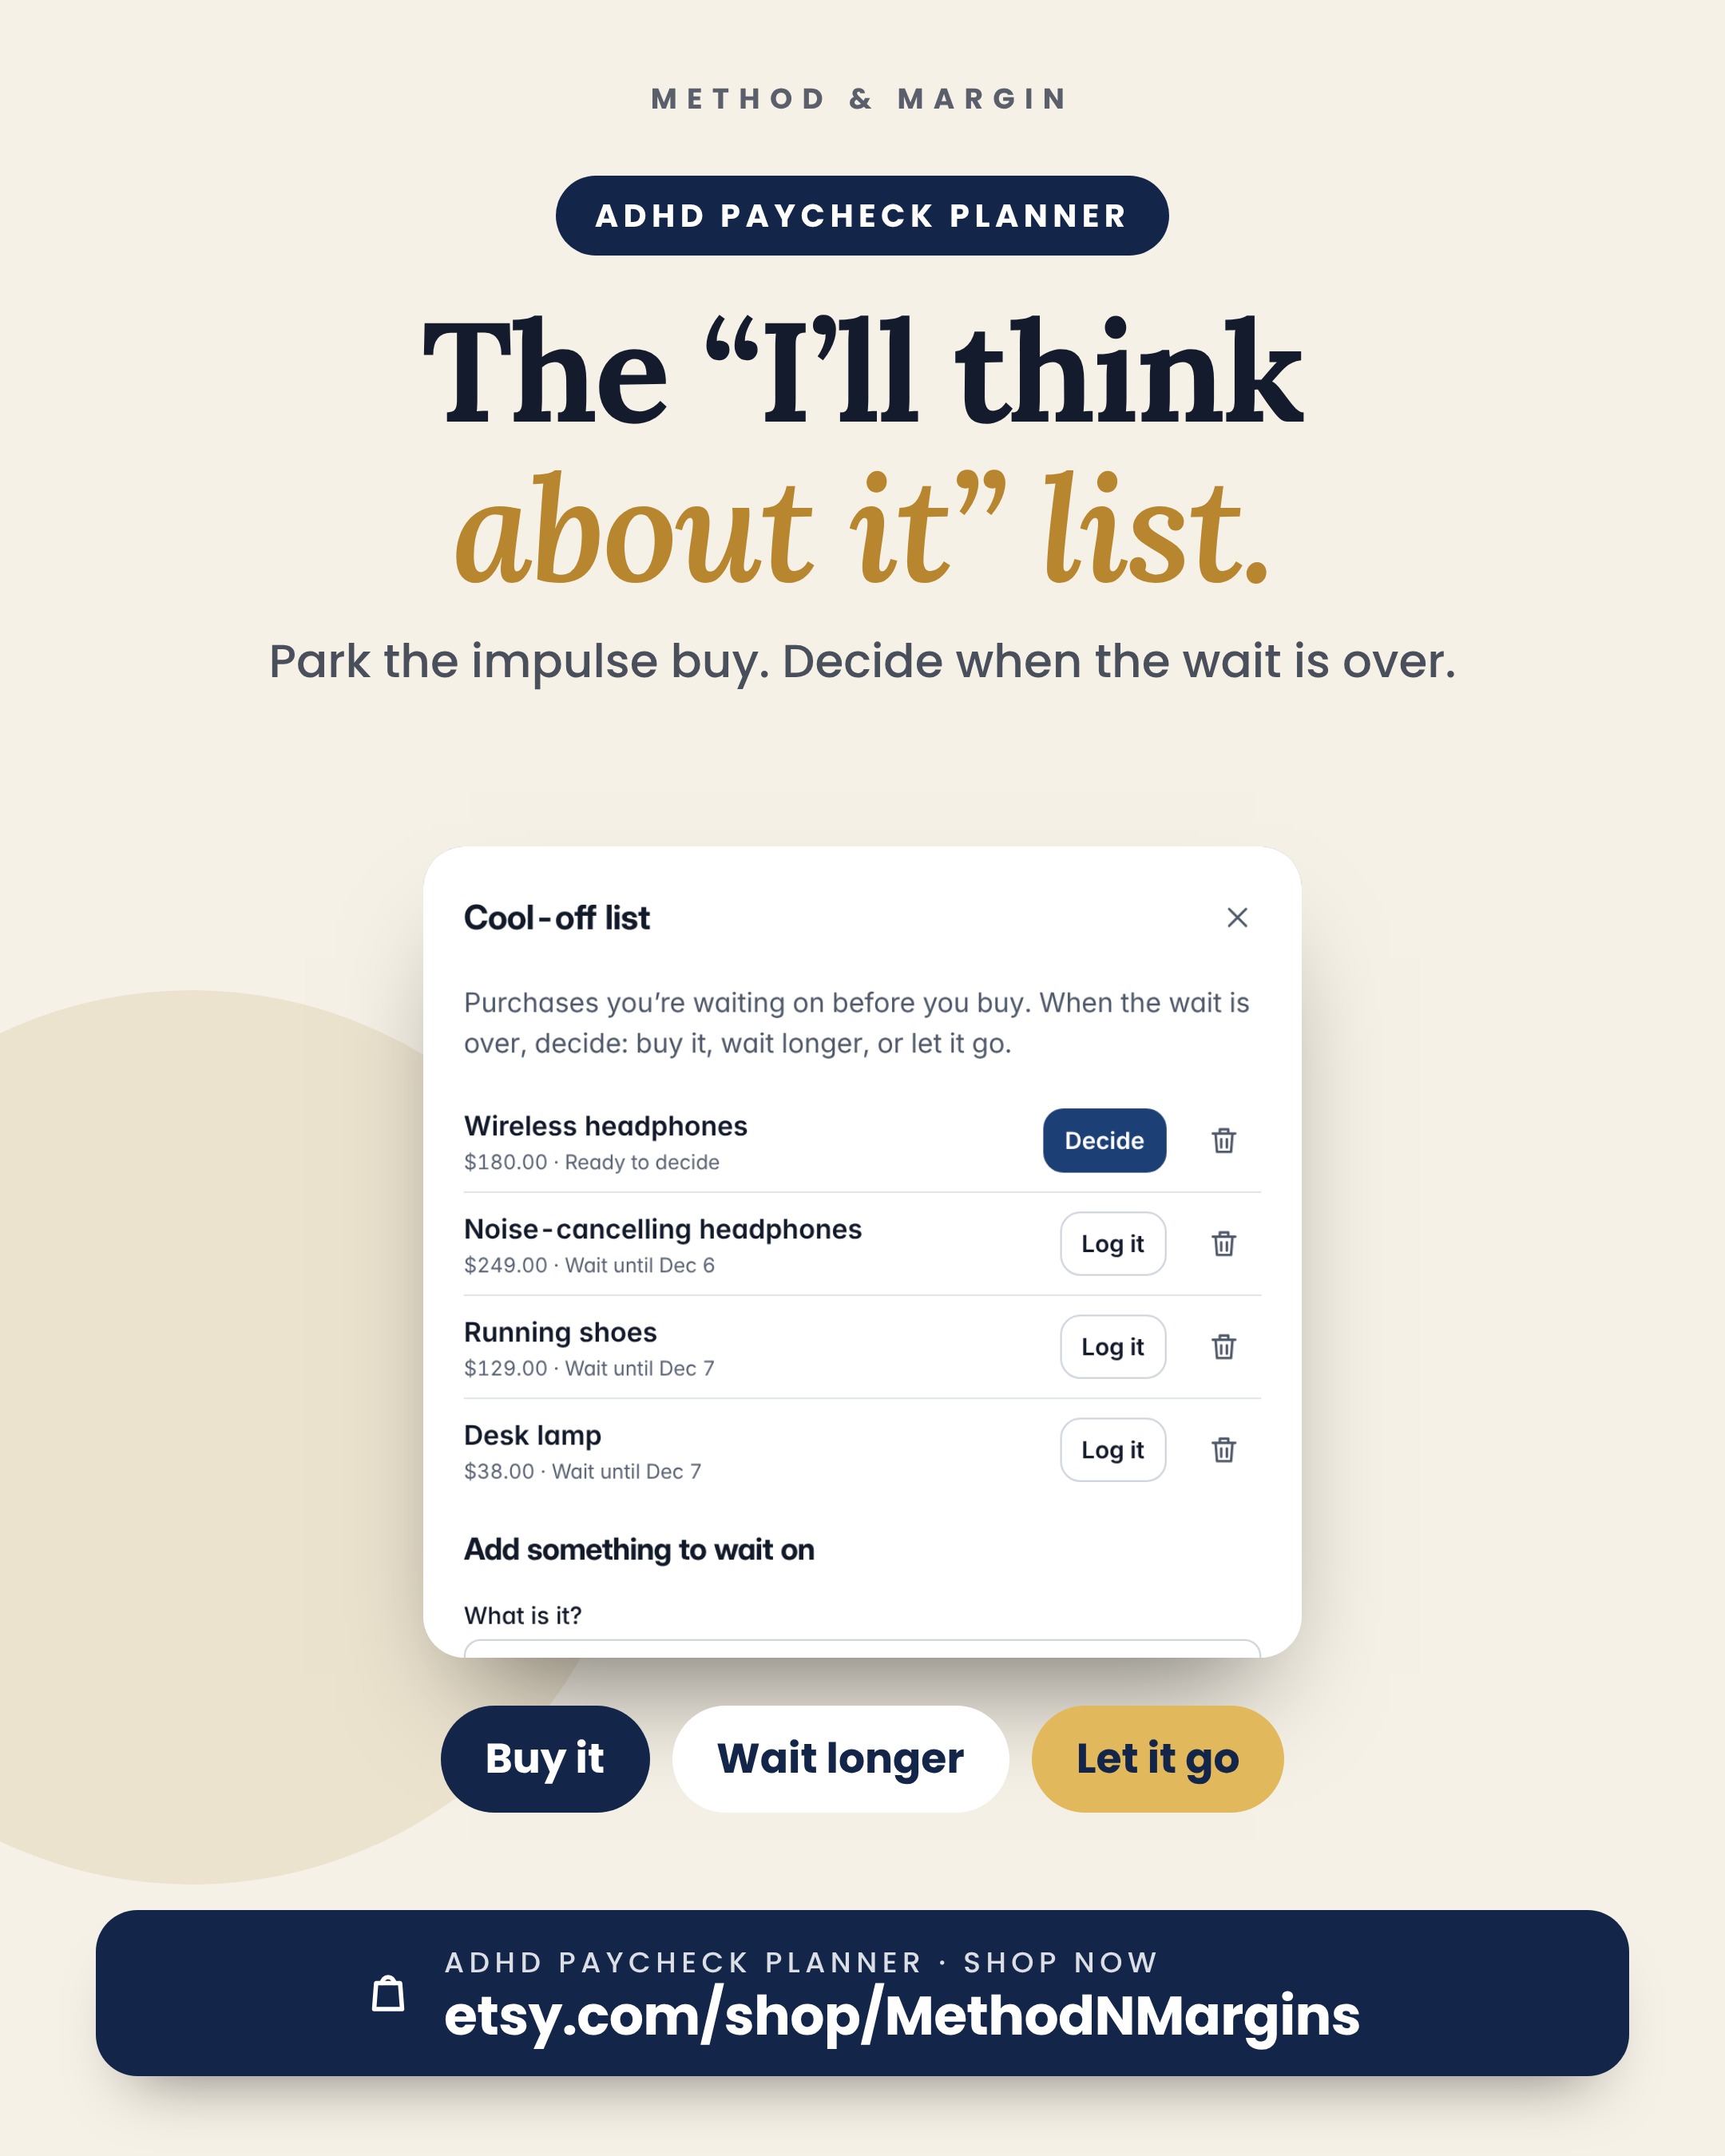 METHOD & MARGIN
ADHD PAYCHECK PLANNER
The “I’ll think
about it” list.
Park the impulse buy. Decide when the wait is over.
Cool-off list
Purchases you’re waiting on before you buy. When the wait is
over, decide: buy it, wait longer, or let it go.
Wireless headphones
$180.00 · Ready to decide
Decide
Noise-cancelling headphones
$249.00 · Wait until Dec 6
Log it
Running shoes
$129.00 · Wait until Dec 7
Log it
Desk lamp
$38.00 · Wait until Dec 7
Log it
Add something to wait on
What is it?
Buy it
Wait longer
Let it go
ADHD PAYCHECK PLANNER · SHOP NOW
etsy.com/shop/MethodNMargins